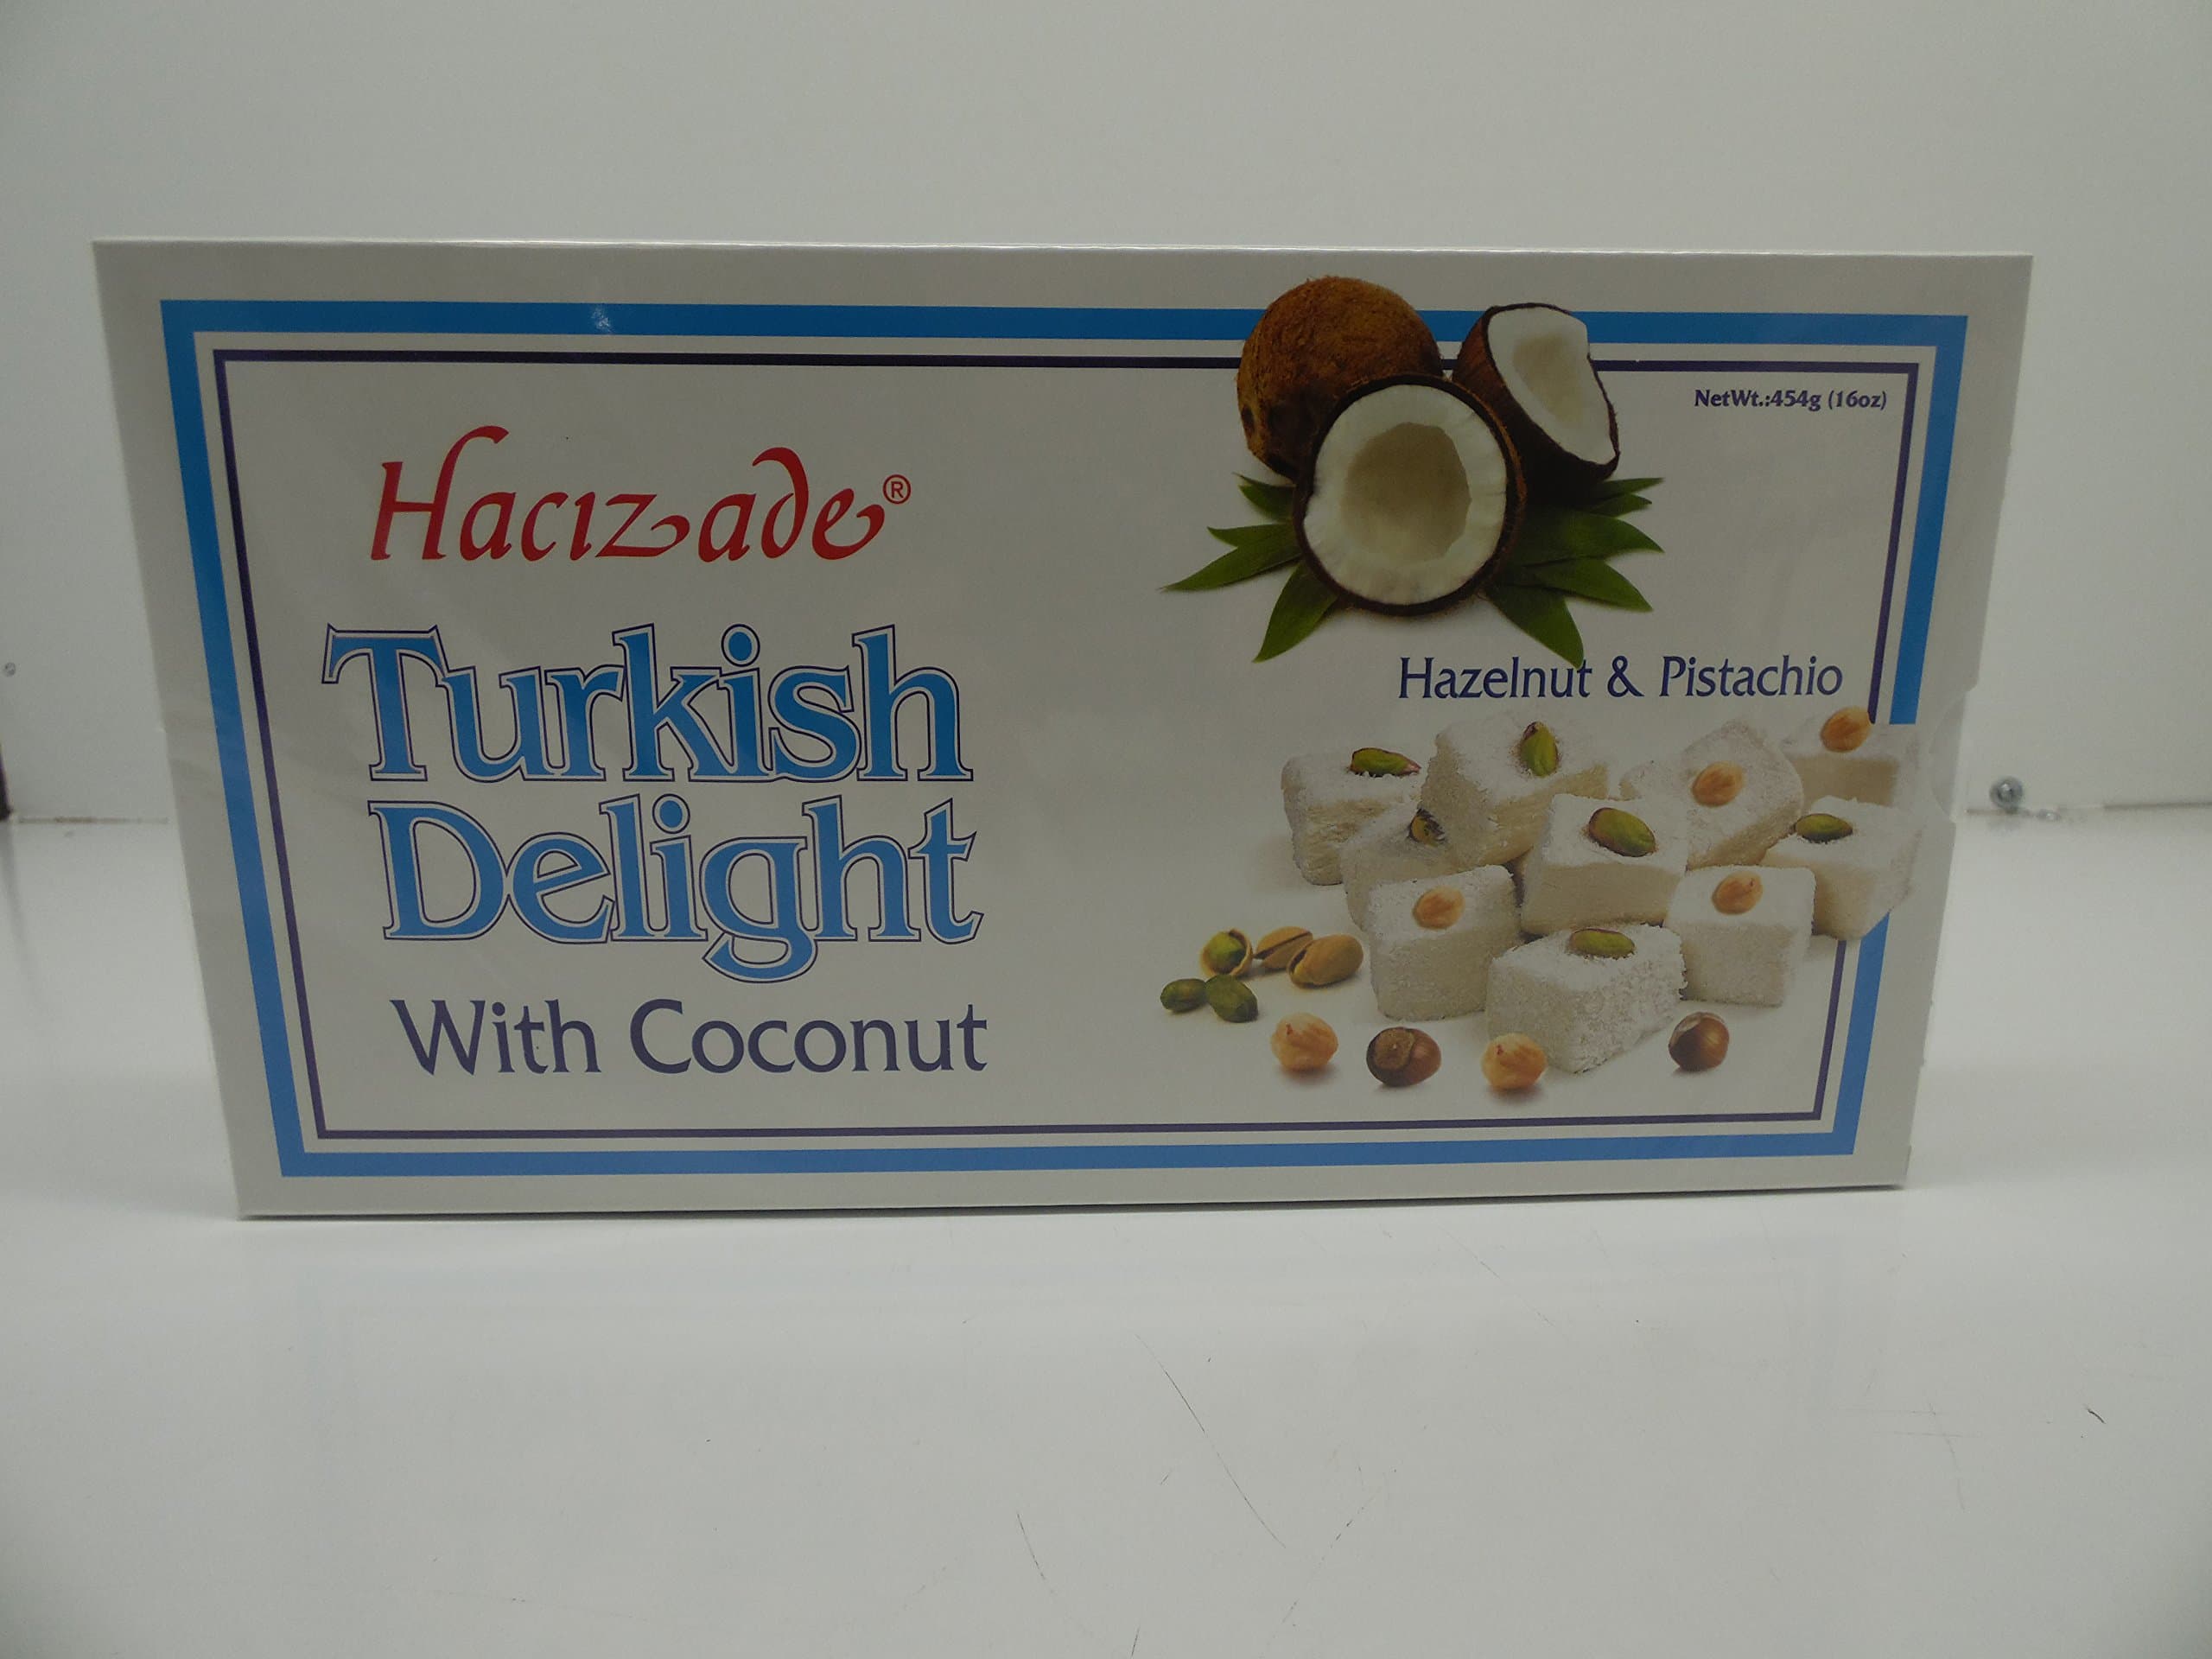 Hacızade®
Turkish
Delight
With Coconut
NetWt.:454g (16oz)
Hazelnut & Pistachio